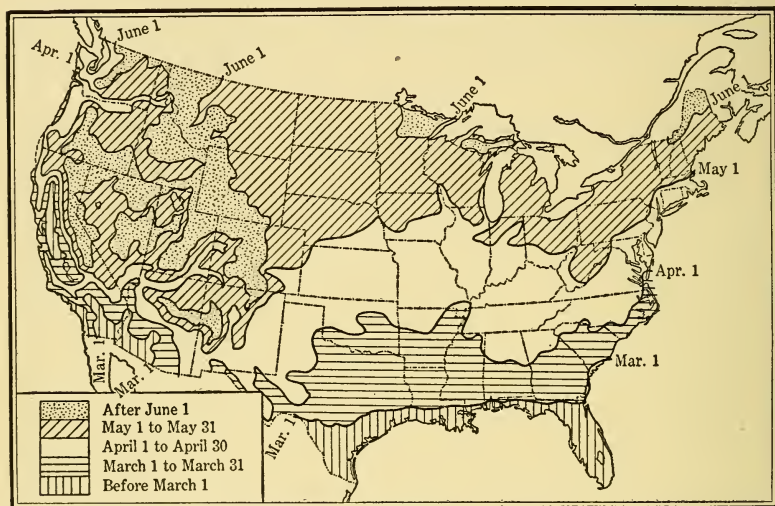 Apr. 1
June 1
June 1
June 1
June 1
May 1
Apr. 1
Mar. 1
Mar. 1
Mar. 1
Mar. 1
After June 1
May 1 to May 31
April 1 to April 30
March 1 to March 31
Before March 1